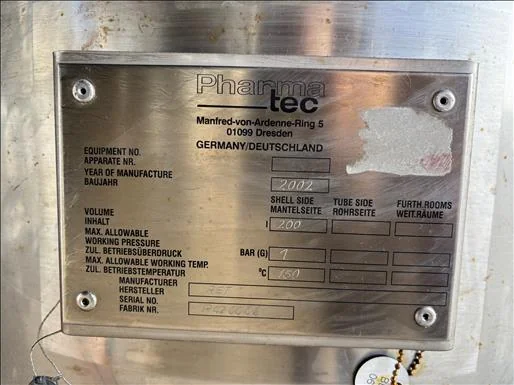 Pharma
tec
Manfred-von-Ardenne-Ring 5
01099 Dresden
GERMANY/DEUTSCHLAND
EQUIPMENT NO.
APPARATE NR.
YEAR OF MANUFACTURE
BAUJAHR 2002
SHELL SIDE TUBE SIDE FURTH.ROOMS
MANTELSEITE ROHRSEITE WEIT.RÄUME
VOLUME
INHALT l 200
MAX. ALLOWABLE
WORKING PRESSURE
ZUL. BETRIEBSÜBERDRUCK BAR (G) 1
MAX. ALLOWABLE WORKING TEMP.
ZUL. BETRIEBSTEMPERATUR °C 150
MANUFACTURER
HERSTELLER
SERIAL NO.
FABRIK NR.